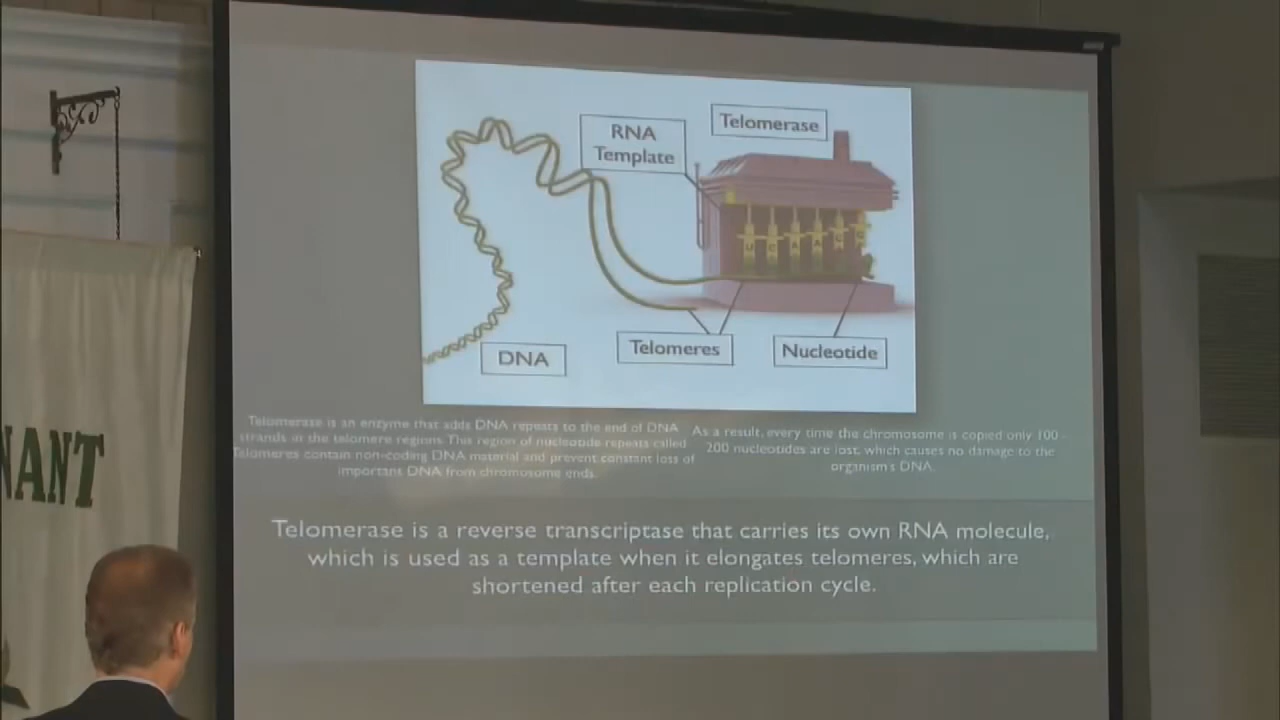 RNA
Template
Telomerase
U C A A
DNA
Telomeres
Nucleotide
Telomerase is an enzyme that adds DNA repeats to the end of DNA
strands in the telomere regions. This region of nucleotide repeats called
Telomeres contain non-coding DNA material and prevent constant loss of
important DNA from chromosome ends.
As a result, every time the chromosome is copied only 100 -
200 nucleotides are lost, which causes no damage to the
organism's DNA.
Telomerase is a reverse transcriptase that carries its own RNA molecule,
which is used as a template when it elongates telomeres, which are
shortened after each replication cycle.
NANT